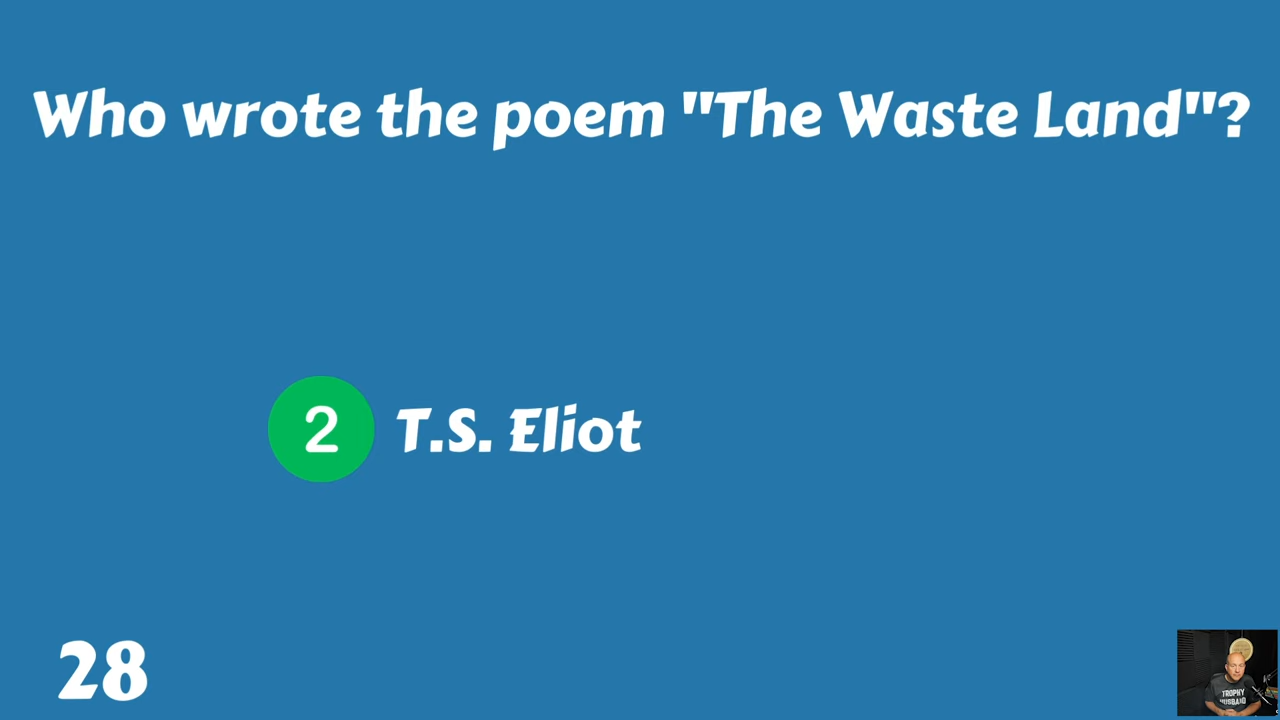 Who wrote the poem "The Waste Land"?
2 T.S. Eliot
28
TROPHY
HUSBAND